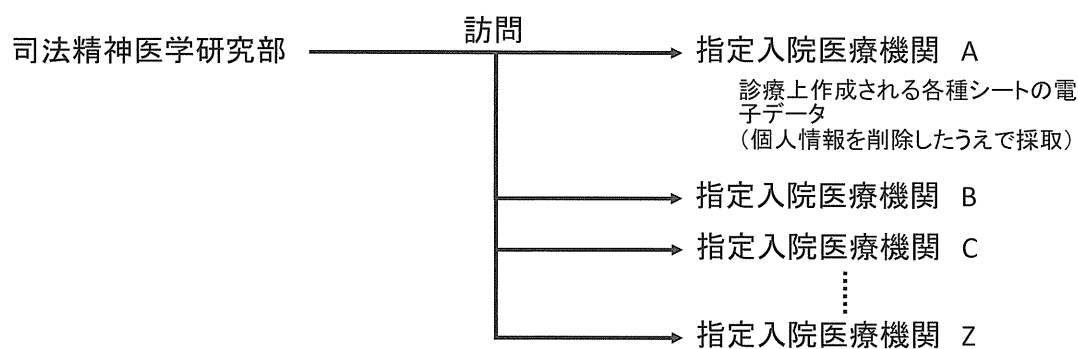 訪問
司法精神医学研究部
指定入院医療機関 A
診療上作成される各種シートの電
子データ
（個人情報を削除したうえで採取）
指定入院医療機関 B
指定入院医療機関 C
指定入院医療機関 Z